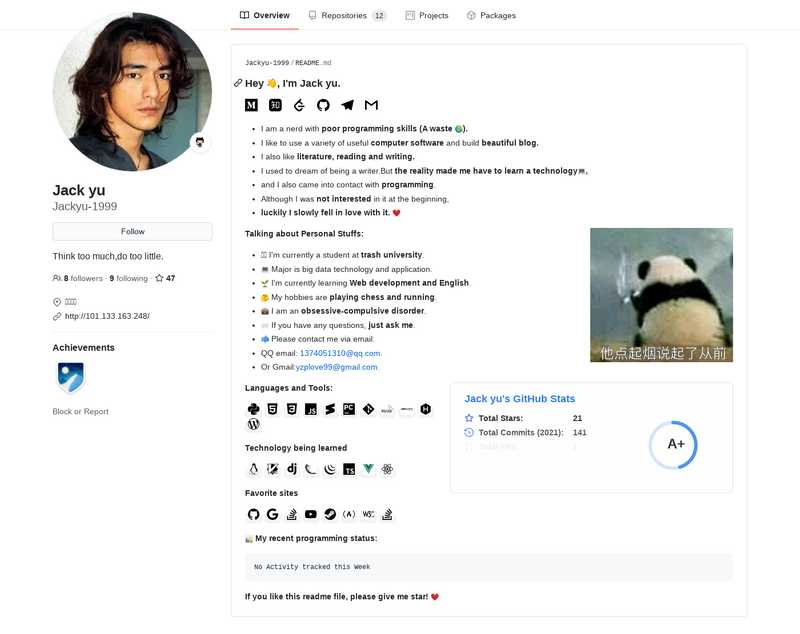 Overview
Repositories 12
Projects
Packages
Jack yu
Jackyu-1999
Follow
Think too much,do too little.
8 followers · 9 following · 47
http://101.133.163.248/
Achievements
Block or Report
Jackyu-1999 / README.md
Hey 👋, I'm Jack yu.
I am a nerd with poor programming skills (A waste ).
I like to use a variety of useful computer software and build beautiful blog.
I also like literature, reading and writing.
I used to dream of being a writer.But the reality made me have to learn a technology💻,
and I also came into contact with programming.
Although I was not interested in it at the beginning,
luckily I slowly fell in love with it. ❤️
Talking about Personal Stuffs:
I'm currently a student at trash university.
💻 Major is big data technology and application.
🌱 I'm currently learning Web development and English.
My hobbies are playing chess and running.
💼 I am an obsessive-compulsive disorder.
If you have any questions, just ask me.
📫 Please contact me via email:
QQ email: 1374051310@qq.com.
Or Gmail:yzplove99@gmail.com.
他点起烟说起了从前
Languages and Tools:
JS
PC
Jack yu's GitHub Stats
Total Stars: 21
Total Commits (2021): 141
A+
Technology being learned
dj
TS
Favorite sites
📊 My recent programming status:
No Activity tracked this Week
If you like this readme file, please give me star! ❤️